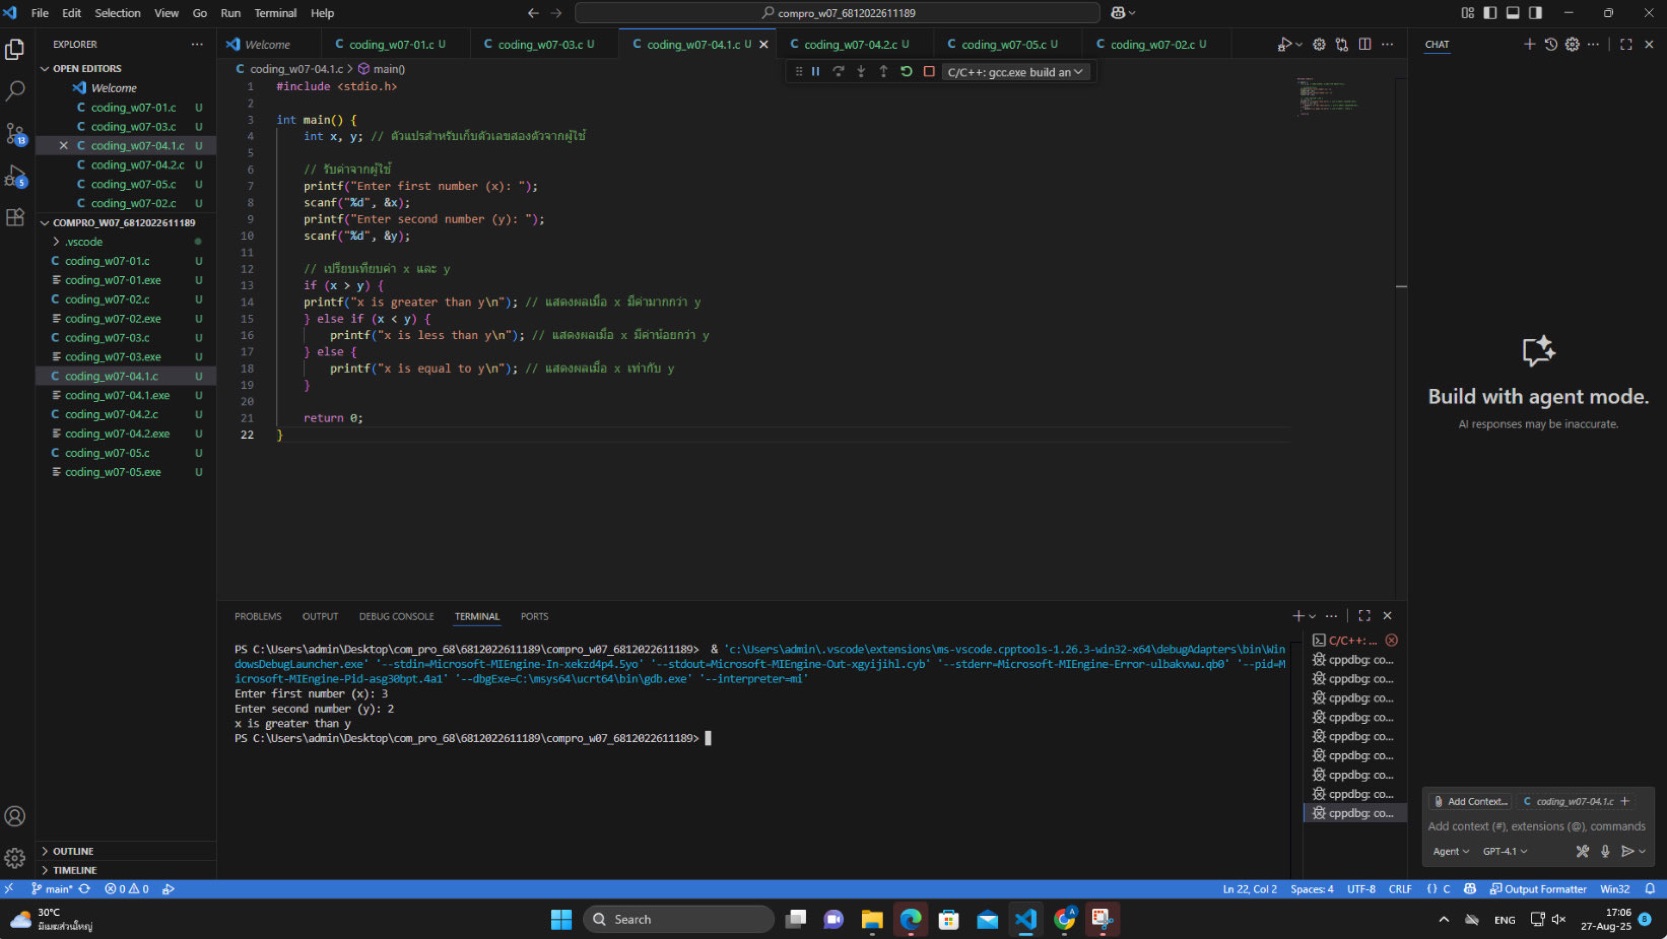 File Edit Selection View Go Run Terminal Help
compro_w07_6812022611189
EXPLORER
OPEN EDITORS
Welcome
coding_w07-01.c U
coding_w07-03.c U
coding_w07-04.1.c U
coding_w07-04.2.c U
coding_w07-05.c U
coding_w07-02.c U
COMPRO_W07_6812022611189
.vscode
coding_w07-01.c U
coding_w07-01.exe U
coding_w07-02.c U
coding_w07-02.exe U
coding_w07-03.c U
coding_w07-03.exe U
coding_w07-04.1.c U
coding_w07-04.1.exe U
coding_w07-04.2.c U
coding_w07-04.2.exe U
coding_w07-05.c U
coding_w07-05.exe U
OUTLINE
TIMELINE
13
5
Welcome C coding_w07-01.c U C coding_w07-03.c U C coding_w07-04.1.c U C coding_w07-04.2.c U C coding_w07-05.c U C coding_w07-02.c U
C coding_w07-04.1.c > main()
C/C++: gcc.exe build an
1 #include <stdio.h>
2
3 int main() {
4 int x, y; // ตัวแปรสำหรับเก็บตัวเลขสองตัวจากผู้ใช้
5
6 // รับค่าจากผู้ใช้
7 printf("Enter first number (x): ");
8 scanf("%d", &x);
9 printf("Enter second number (y): ");
10 scanf("%d", &y);
11
12 // เปรียบเทียบค่า x และ y
13 if (x > y) {
14 printf("x is greater than y\n"); // แสดงผลเมื่อ x มีค่ามากกว่า y
15 } else if (x < y) {
16 printf("x is less than y\n"); // แสดงผลเมื่อ x มีค่าน้อยกว่า y
17 } else {
18 printf("x is equal to y\n"); // แสดงผลเมื่อ x เท่ากับ y
19 }
20
21 return 0;
22 }
PROBLEMS OUTPUT DEBUG CONSOLE TERMINAL PORTS
PS C:\Users\admin\Desktop\com_pro_68\6812022611189\compro_w07_6812022611189> & 'c:\Users\admin\.vscode\extensions\ms-vscode.cpptools-1.26.3-win32-x64\debugAdapters\bin\Win
dowsDebugLauncher.exe' '--stdin=Microsoft-MIEngine-In-xekzd4p4.5yo' '--stdout=Microsoft-MIEngine-Out-xgyijihl.cyb' '--stderr=Microsoft-MIEngine-Error-ulbakvwu.qb0' '--pid=M
icrosoft-MIEngine-Pid-asg30bpt.4a1' '--dbgExe=C:\msys64\ucrt64\bin\gdb.exe' '--interpreter=mi'
Enter first number (x): 3
Enter second number (y): 2
x is greater than y
PS C:\Users\admin\Desktop\com_pro_68\6812022611189\compro_w07_6812022611189>
C/C++: ...
cppdbg: co...
cppdbg: co...
cppdbg: co...
cppdbg: co...
cppdbg: co...
cppdbg: co...
cppdbg: co...
cppdbg: co...
cppdbg: co...
CHAT
Build with agent mode.
AI responses may be inaccurate.
Add Context... C coding_w07-04.1.c +
Add context (#), extensions (@), commands
Agent GPT-4.1
main* 0 0 Ln 22, Col 2 Spaces: 4 UTF-8 CRLF {} C Output Formatter Win32
30°C
มีเมฆส่วนใหญ่
Search
ENG
17:06
27-Aug-25
8